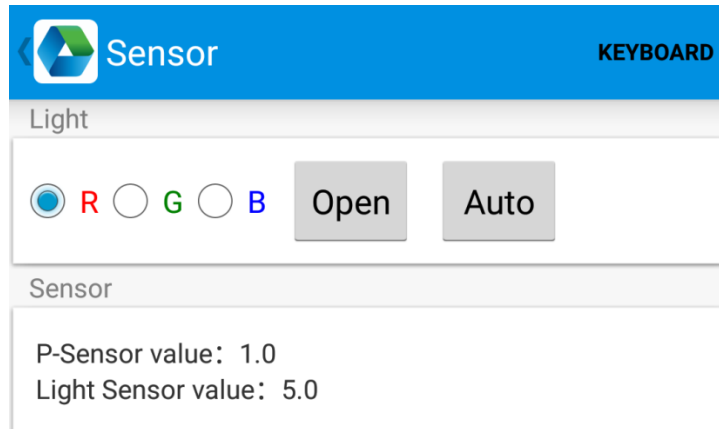 Sensor KEYBOARD
Light
R G B Open Auto
Sensor
P-Sensor value：1.0
Light Sensor value：5.0